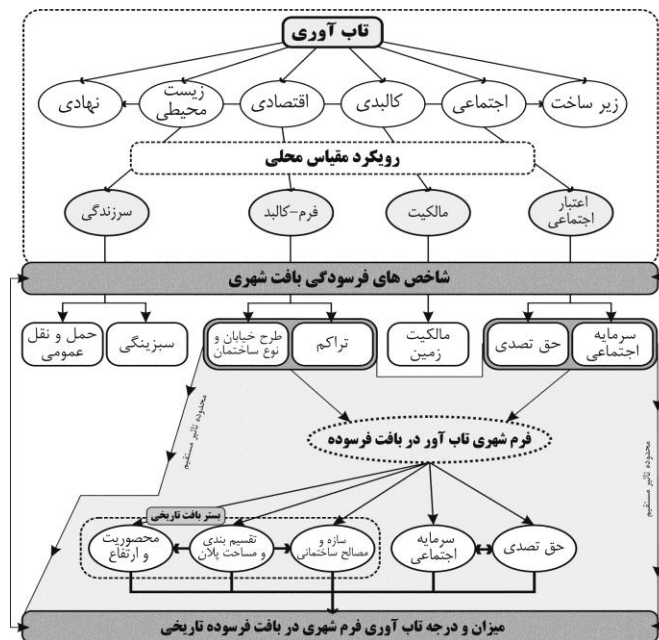 تاب آوری
زیر ساخت
اجتماعی
کالبدی
اقتصادی
زیست
محیطی
نهادی
رویکرد مقیاس محلی
اعتبار
اجتماعی
مالکیت
فرم-کالبد
سرزندگی
شاخص های فرسودگی بافت شهری
سرمایه
اجتماعی
حق تصدی
مالکیت
زمین
تراکم
طرح خیابان و
نوع ساختمان
سبزینگی
حمل و نقل
عمومی
محدوده تاثیر مستقیم
محدوده تاثیر مستقیم
فرم شهری تاب آور در بافت فرسوده
بستر بافت تاریخی
حق تصدی
سرمایه
اجتماعی
سازه و
مصالح ساختمانی
تقسیم بندی
و مساحت پلان
محصوریت
و ارتفاع
میزان و درجه تاب آوری فرم شهری در بافت فرسوده تاریخی